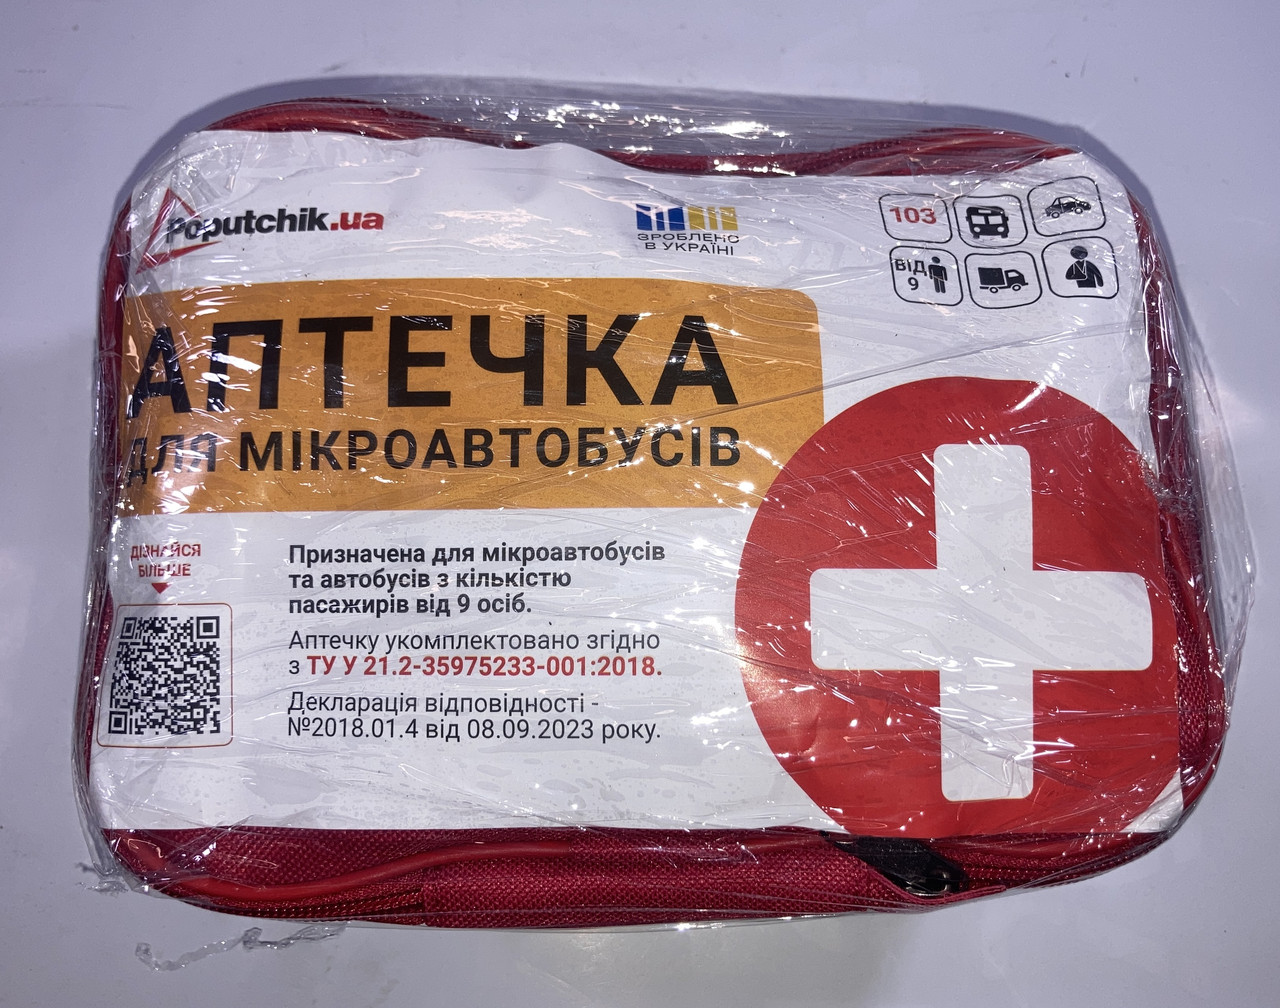 Poputchik.ua
ЗРОБЛЕНО
В УКРАЇНІ
103
ВІД
9
АПТЕЧКА
ДЛЯ МІКРОАВТОБУСІВ
ДІЗНАЙСЯ
БІЛЬШЕ
Призначена для мікроавтобусів
та автобусів з кількістю
пасажирів від 9 осіб.
Аптечку укомплектовано згідно
з ТУ У 21.2-35975233-001:2018.
Декларація відповідності -
№2018.01.4 від 08.09.2023 року.